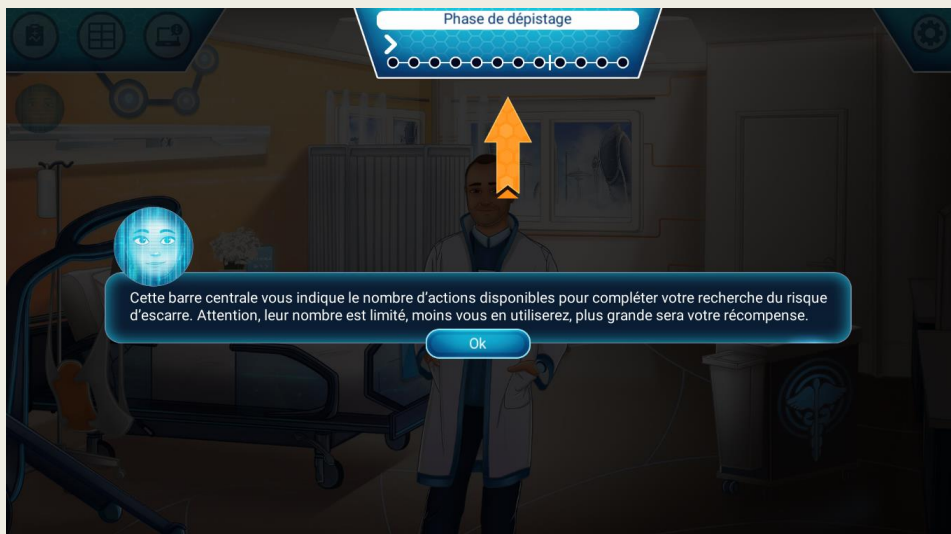 Phase de dépistage
Cette barre centrale vous indique le nombre d'actions disponibles pour compléter votre recherche du risque
d'escarre. Attention, leur nombre est limité, moins vous en utiliserez, plus grande sera votre récompense.
Ok